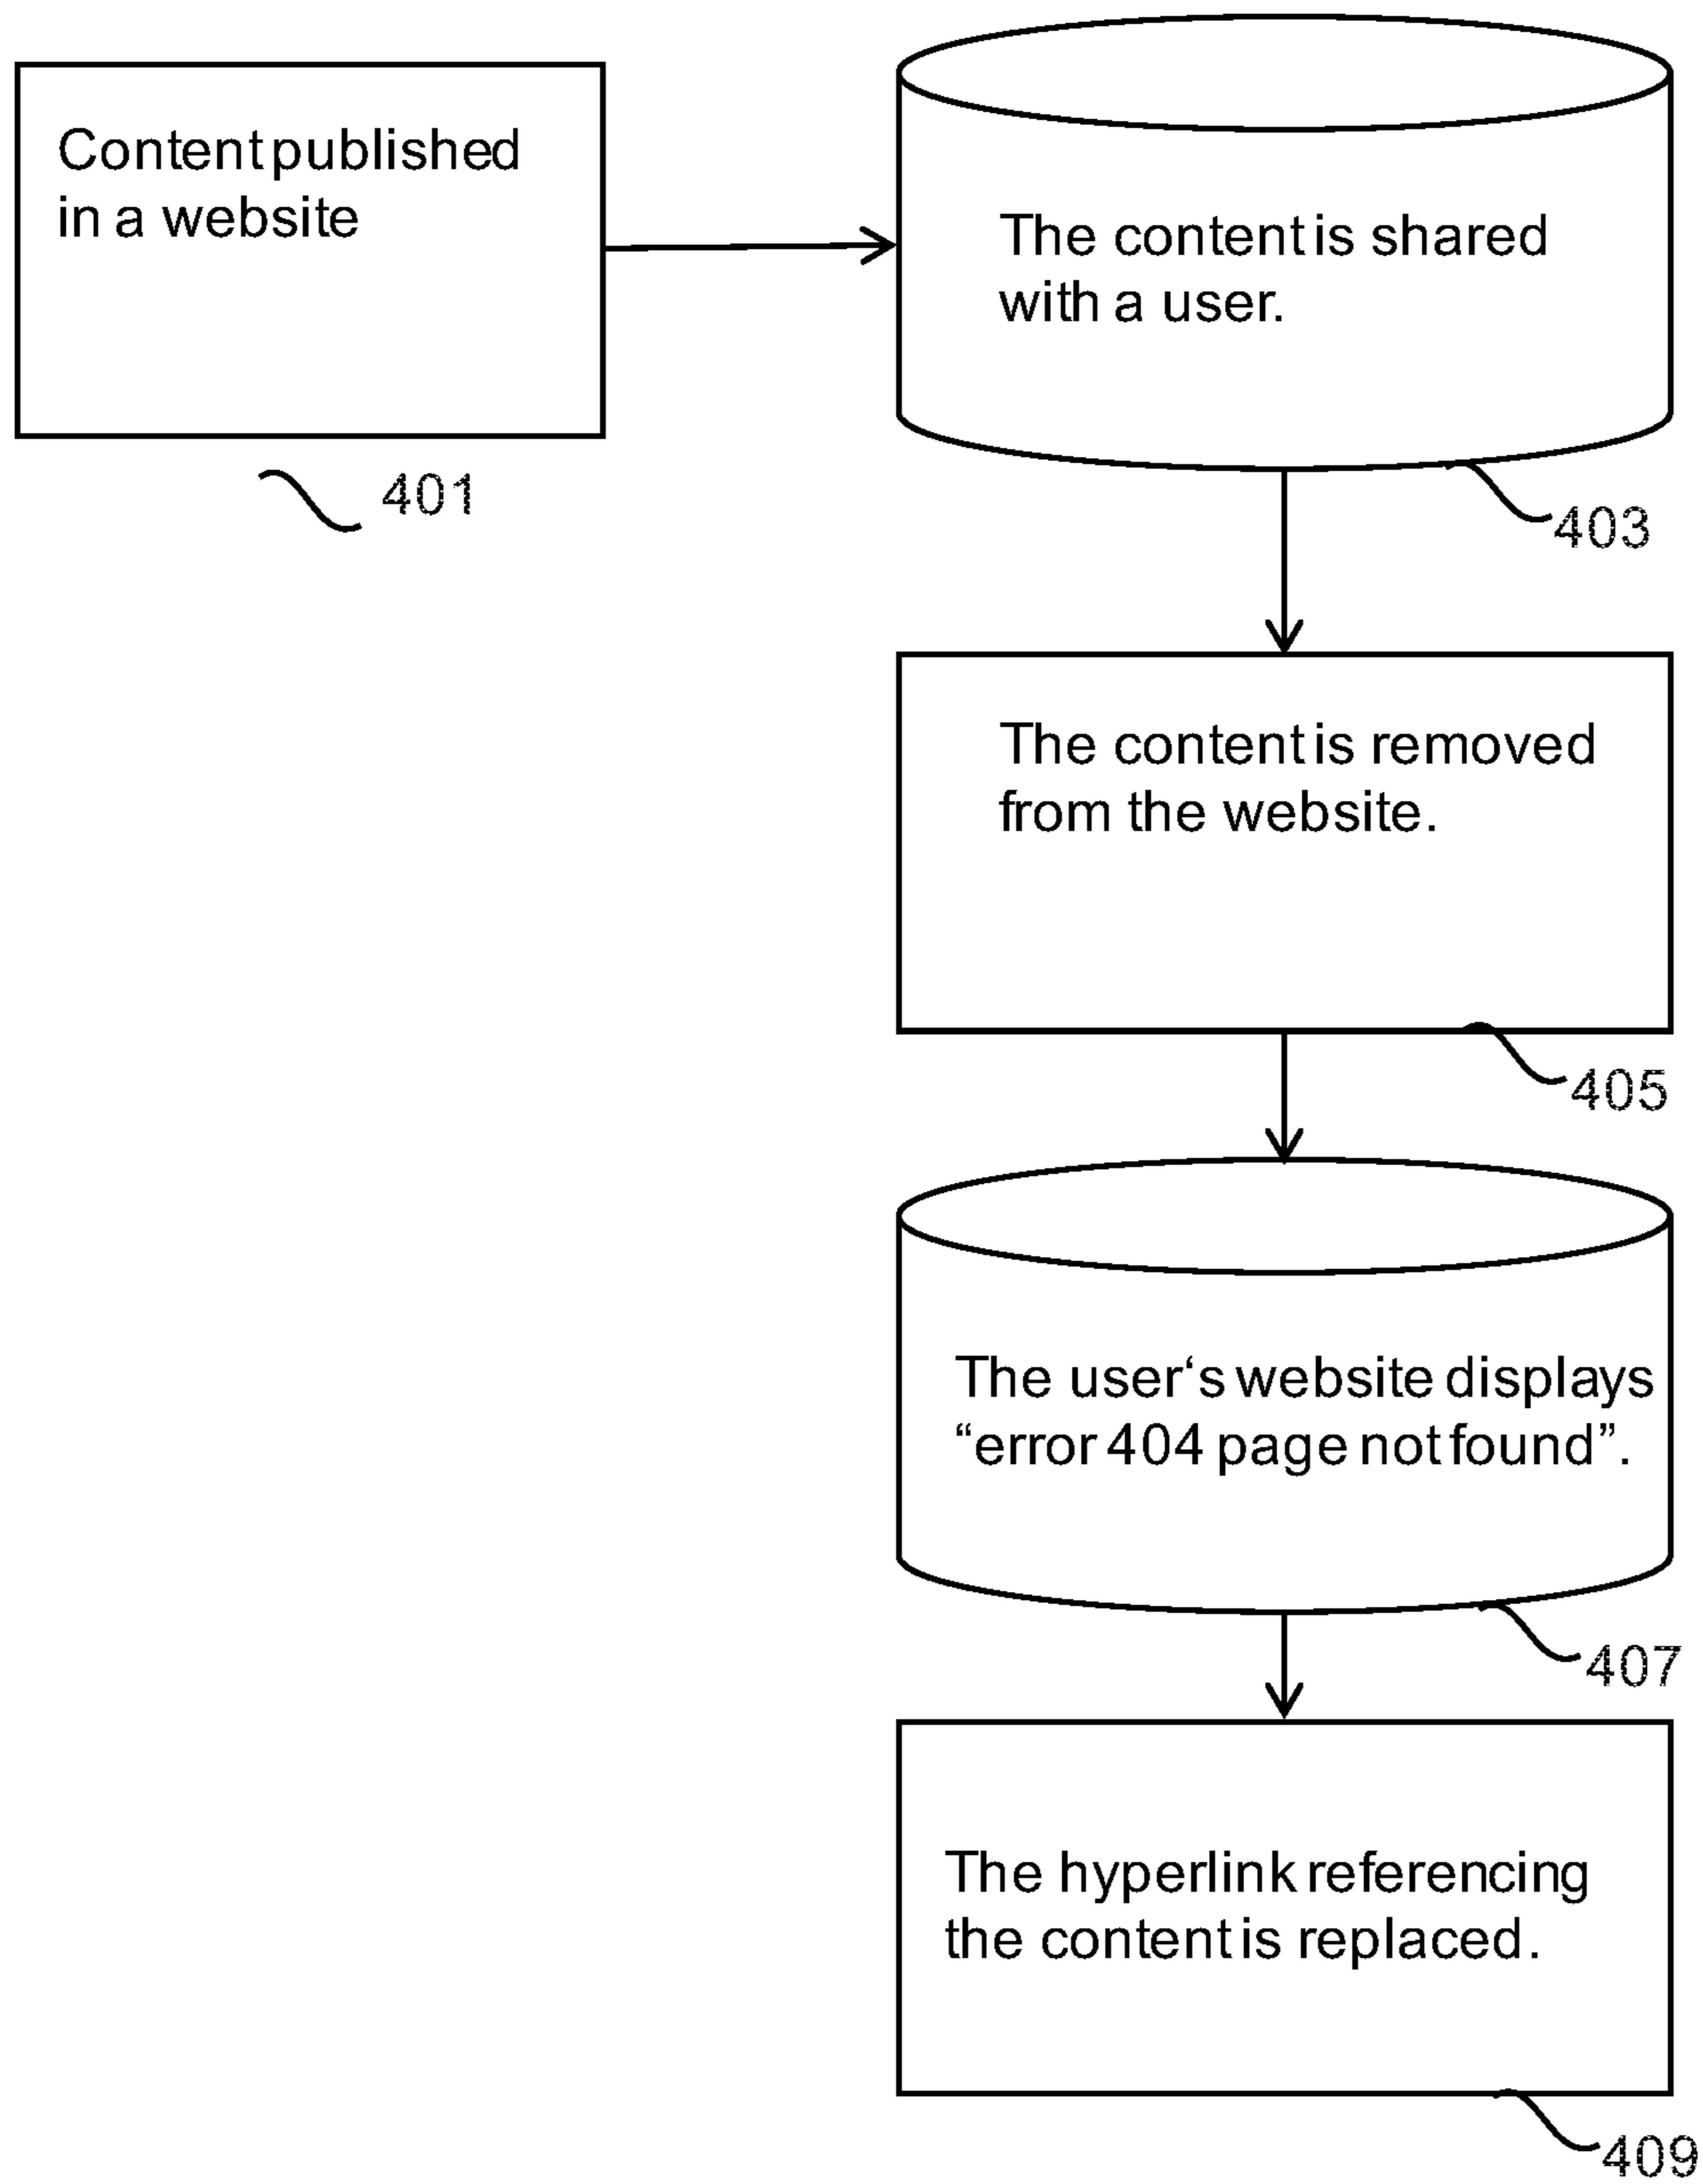 Content published
in a website
401
The content is shared
with a user.
403
The content is removed
from the website.
405
The user‘s website displays
“error 404 page not found”.
407
The hyperlink referencing
the content is replaced.
409